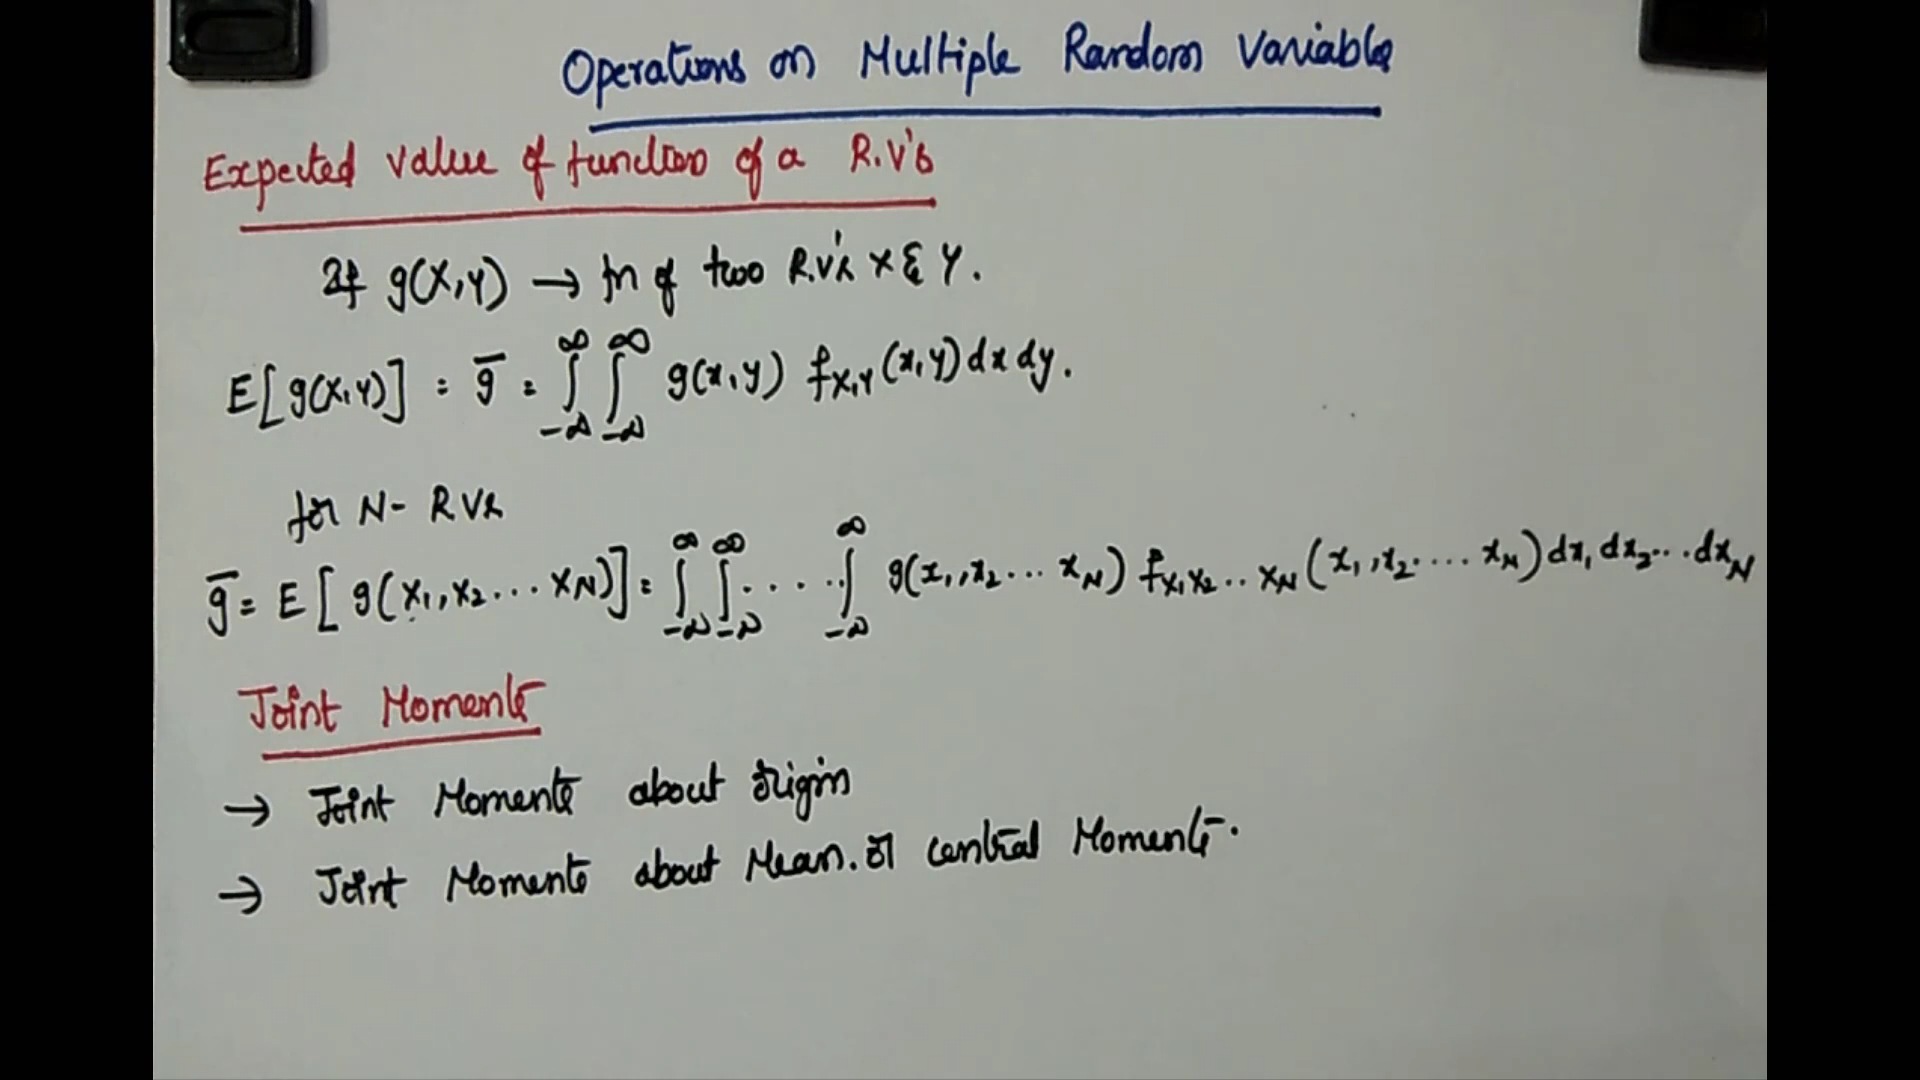 Operations on Multiple Random Variables
Expected value of function of a R.V's
If g(X,Y) → fn of two R.V's X & Y.
E[g(X,Y)] = g̅ = ∫_{-∞}^{∞} ∫_{-∞}^{∞} g(x,y) f_{X,Y}(x,y) dx dy.
for N- RVs
g̅ = E[g(x₁,x₂...x_N)] = ∫_{-∞}^{∞} ∫_{-∞}^{∞} ..... ∫_{-∞}^{∞} g(x₁,x₂...x_N) f_{x₁x₂..x_N}(x₁,x₂....x_N) dx₁ dx₂... dx_N
Joint Moments
→ Joint Moments about origin
→ Joint Moments about Mean. or central Moments.